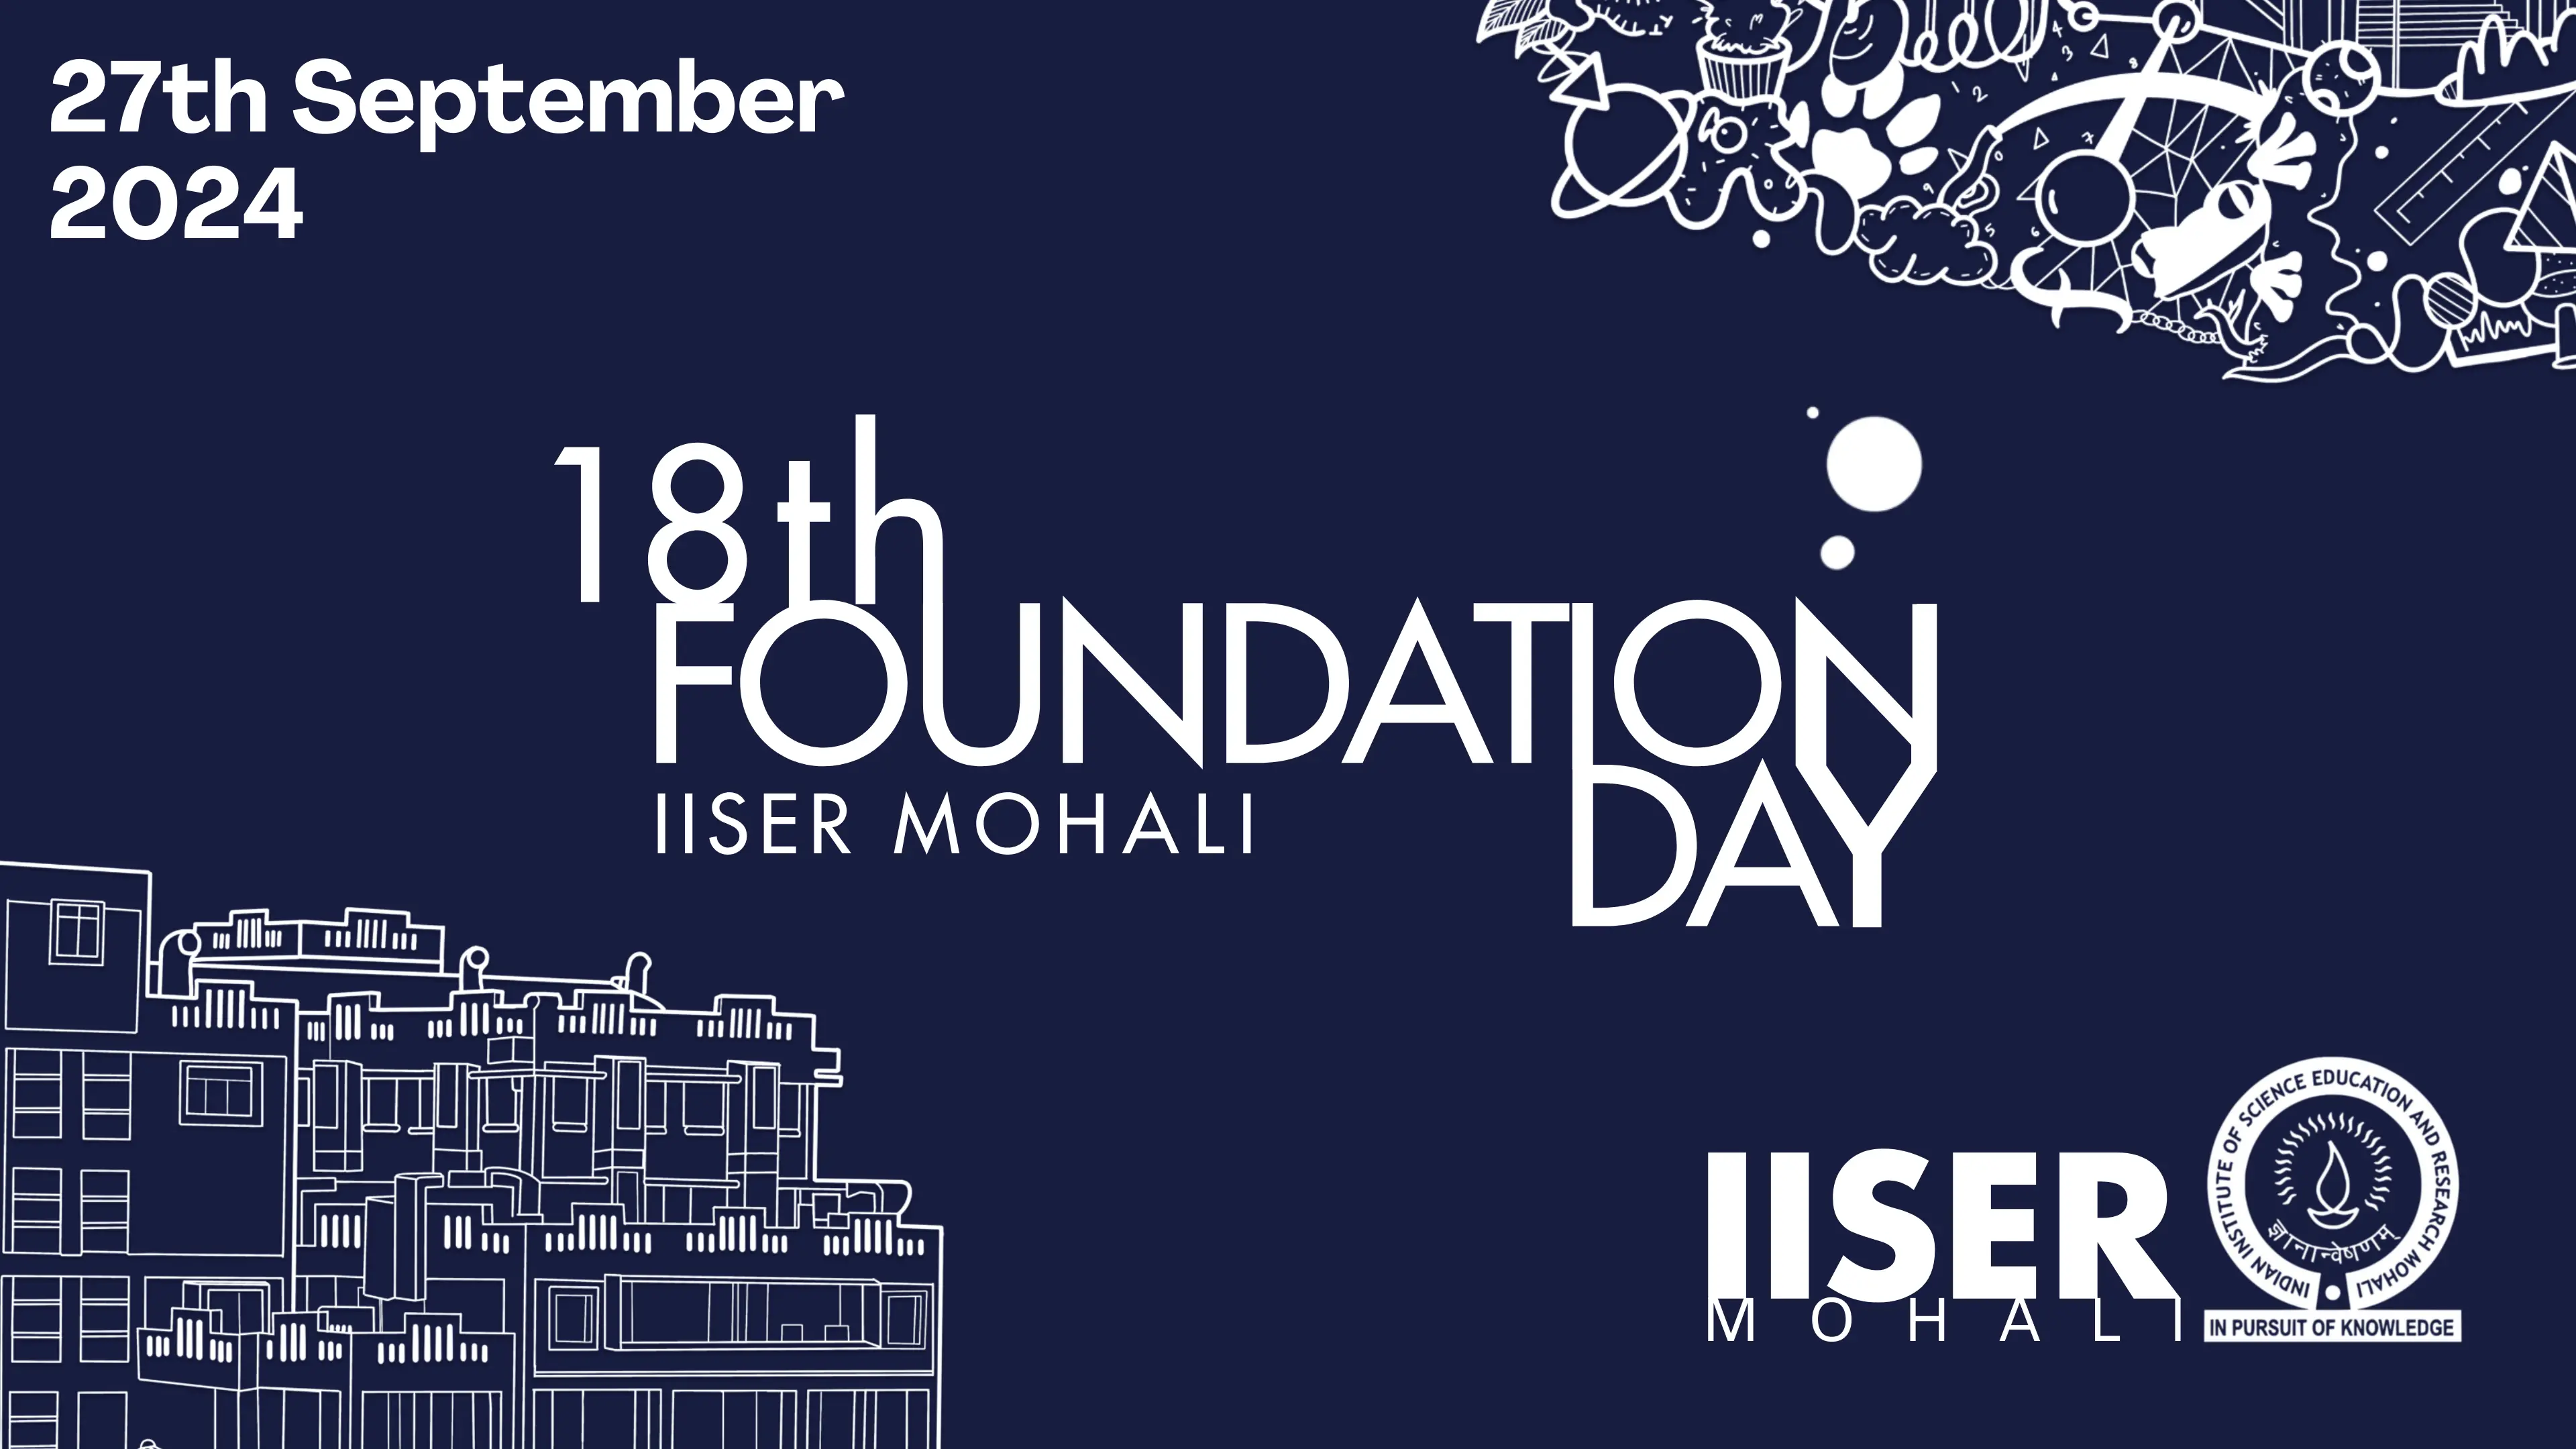 27th September
2024
18th
FOUNDATION
DAY
IISER MOHALI
IISER
MOHALI
INDIAN INSTITUTE OF SCIENCE EDUCATION AND RESEARCH MOHALI
ज्ञानान्वेषणम्
IN PURSUIT OF KNOWLEDGE